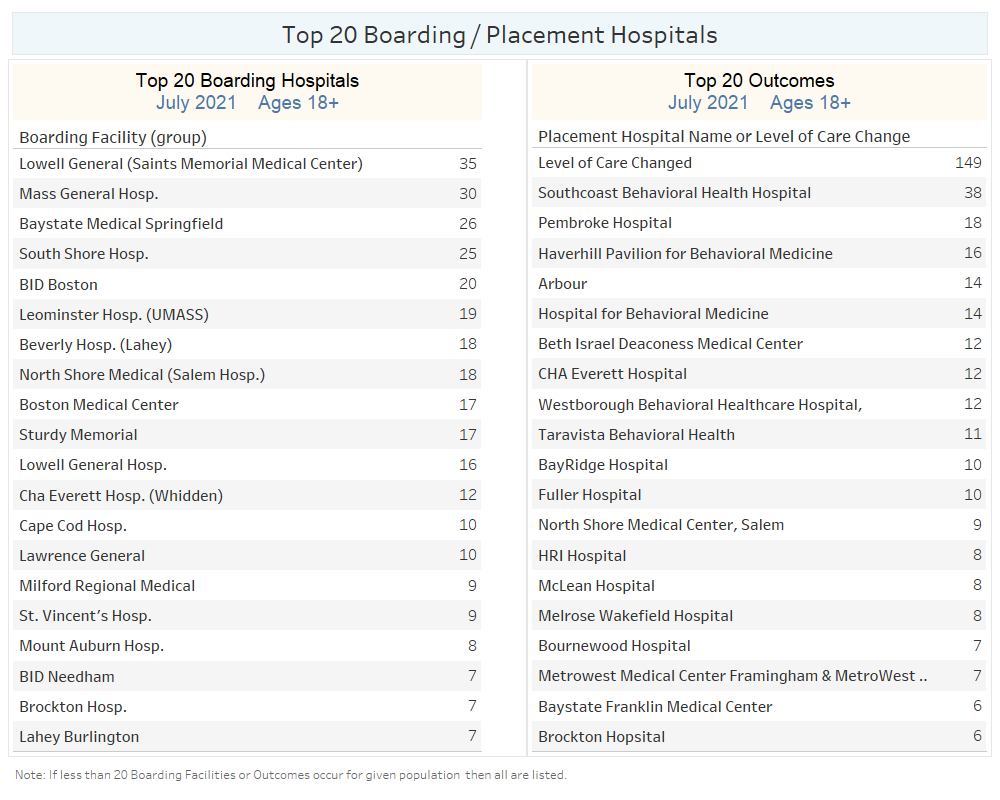 Top 20 Boarding / Placement Hospitals
Top 20 Boarding Hospitals
July 2021 Ages 18+
Boarding Facility (group)
Lowell General (Saints Memorial Medical Center) 35
Mass General Hosp. 30
Baystate Medical Springfield 26
South Shore Hosp. 25
BID Boston 20
Leominster Hosp. (UMASS) 19
Beverly Hosp. (Lahey) 18
North Shore Medical (Salem Hosp.) 18
Boston Medical Center 17
Sturdy Memorial 17
Lowell General Hosp. 16
Cha Everett Hosp. (Whidden) 12
Cape Cod Hosp. 10
Lawrence General 10
Milford Regional Medical 9
St. Vincent's Hosp. 9
Mount Auburn Hosp. 8
BID Needham 7
Brockton Hosp. 7
Lahey Burlington 7
Top 20 Outcomes
July 2021 Ages 18+
Placement Hospital Name or Level of Care Change
Level of Care Changed 149
Southcoast Behavioral Health Hospital 38
Pembroke Hospital 18
Haverhill Pavilion for Behavioral Medicine 16
Arbour 14
Hospital for Behavioral Medicine 14
Beth Israel Deaconess Medical Center 12
CHA Everett Hospital 12
Westborough Behavioral Healthcare Hospital, 12
Taravista Behavioral Health 11
BayRidge Hospital 10
Fuller Hospital 10
North Shore Medical Center, Salem 9
HRI Hospital 8
McLean Hospital 8
Melrose Wakefield Hospital 8
Bournewood Hospital 7
Metrowest Medical Center Framingham & MetroWest .. 7
Baystate Franklin Medical Center 6
Brockton Hopsital 6
Note: If less than 20 Boarding Facilities or Outcomes occur for given population then all are listed.